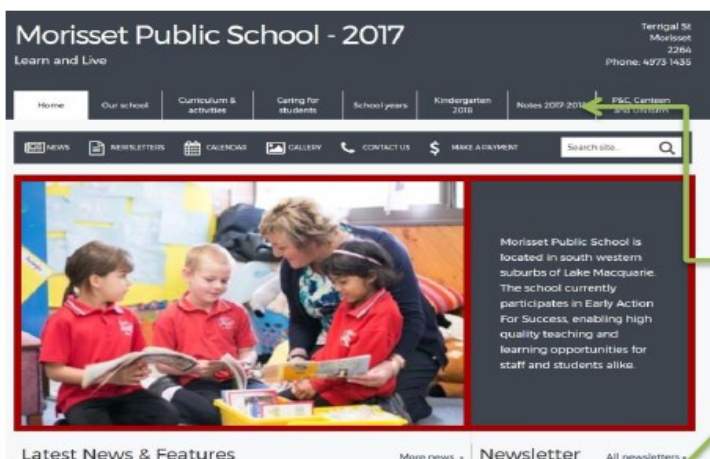 Morisset Public School - 2017
Learn and Live
Terrigal St
Morisset
2264
Phone: 4973 1435
Home
Our school
Curriculum &
activities
Caring for
students
School years
Kindergarten
2018
Notes 2017-2018
P&C, Canteen
and Uniform
NEWS
NEWSLETTERS
CALENDAR
GALLERY
CONTACT US
$ MAKE A PAYMENT
Search site...
Morisset Public School is
located in south western
suburbs of Lake Macquarie.
The school currently
participates in Early Action
For Success, enabling high
quality teaching and
learning opportunities for
staff and students alike.
Latest News & Features
More news
Newsletter
All newsletters